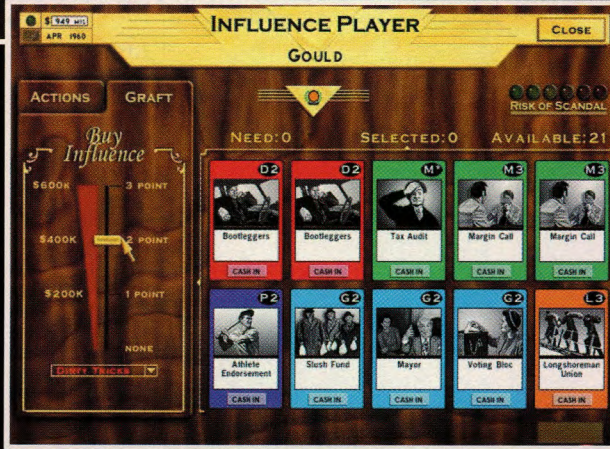 $ 949 MIL
APR 1960
INFLUENCE PLAYER
GOULD
CLOSE
ACTIONS
GRAFT
RISK OF SCANDAL
Buy
Influence
NEED:0
SELECTED:0
AVAILABLE:21
$600K
3 POINT
$400K
2 POINT
$200K
1 POINT
NONE
DIRTY TRICKS
D2
D2
M*
M3
M3
Bootleggers
Bootleggers
Tax Audit
Margin Call
Margin Call
CASH IN
CASH IN
CASH IN
CASH IN
CASH IN
P2
G2
G2
G2
L3
Athlete
Endorsement
Slush Fund
Mayor
Voting Bloc
Longshoreman
Union
CASH IN
CASH IN
CASH IN
CASH IN
CASH IN